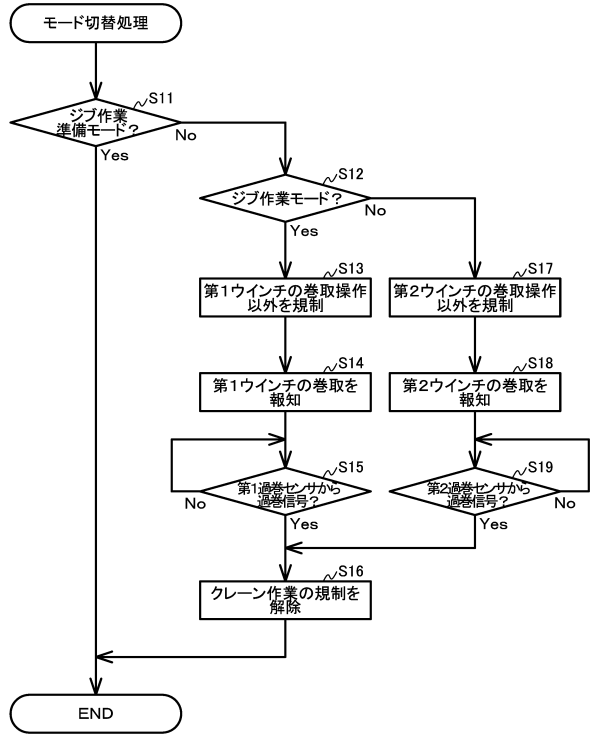 モード切替処理
S11
ジブ作業
準備モード?
No
Yes
S12
ジブ作業モード?
No
Yes
S13
第1ウインチの巻取操作
以外を規制
S17
第2ウインチの巻取操作
以外を規制
S14
第1ウインチの巻取を
報知
S18
第2ウインチの巻取を
報知
S15
第1過巻センサから
過巻信号?
No
Yes
S19
第2過巻センサから
過巻信号?
No
Yes
S16
クレーン作業の規制を
解除
END